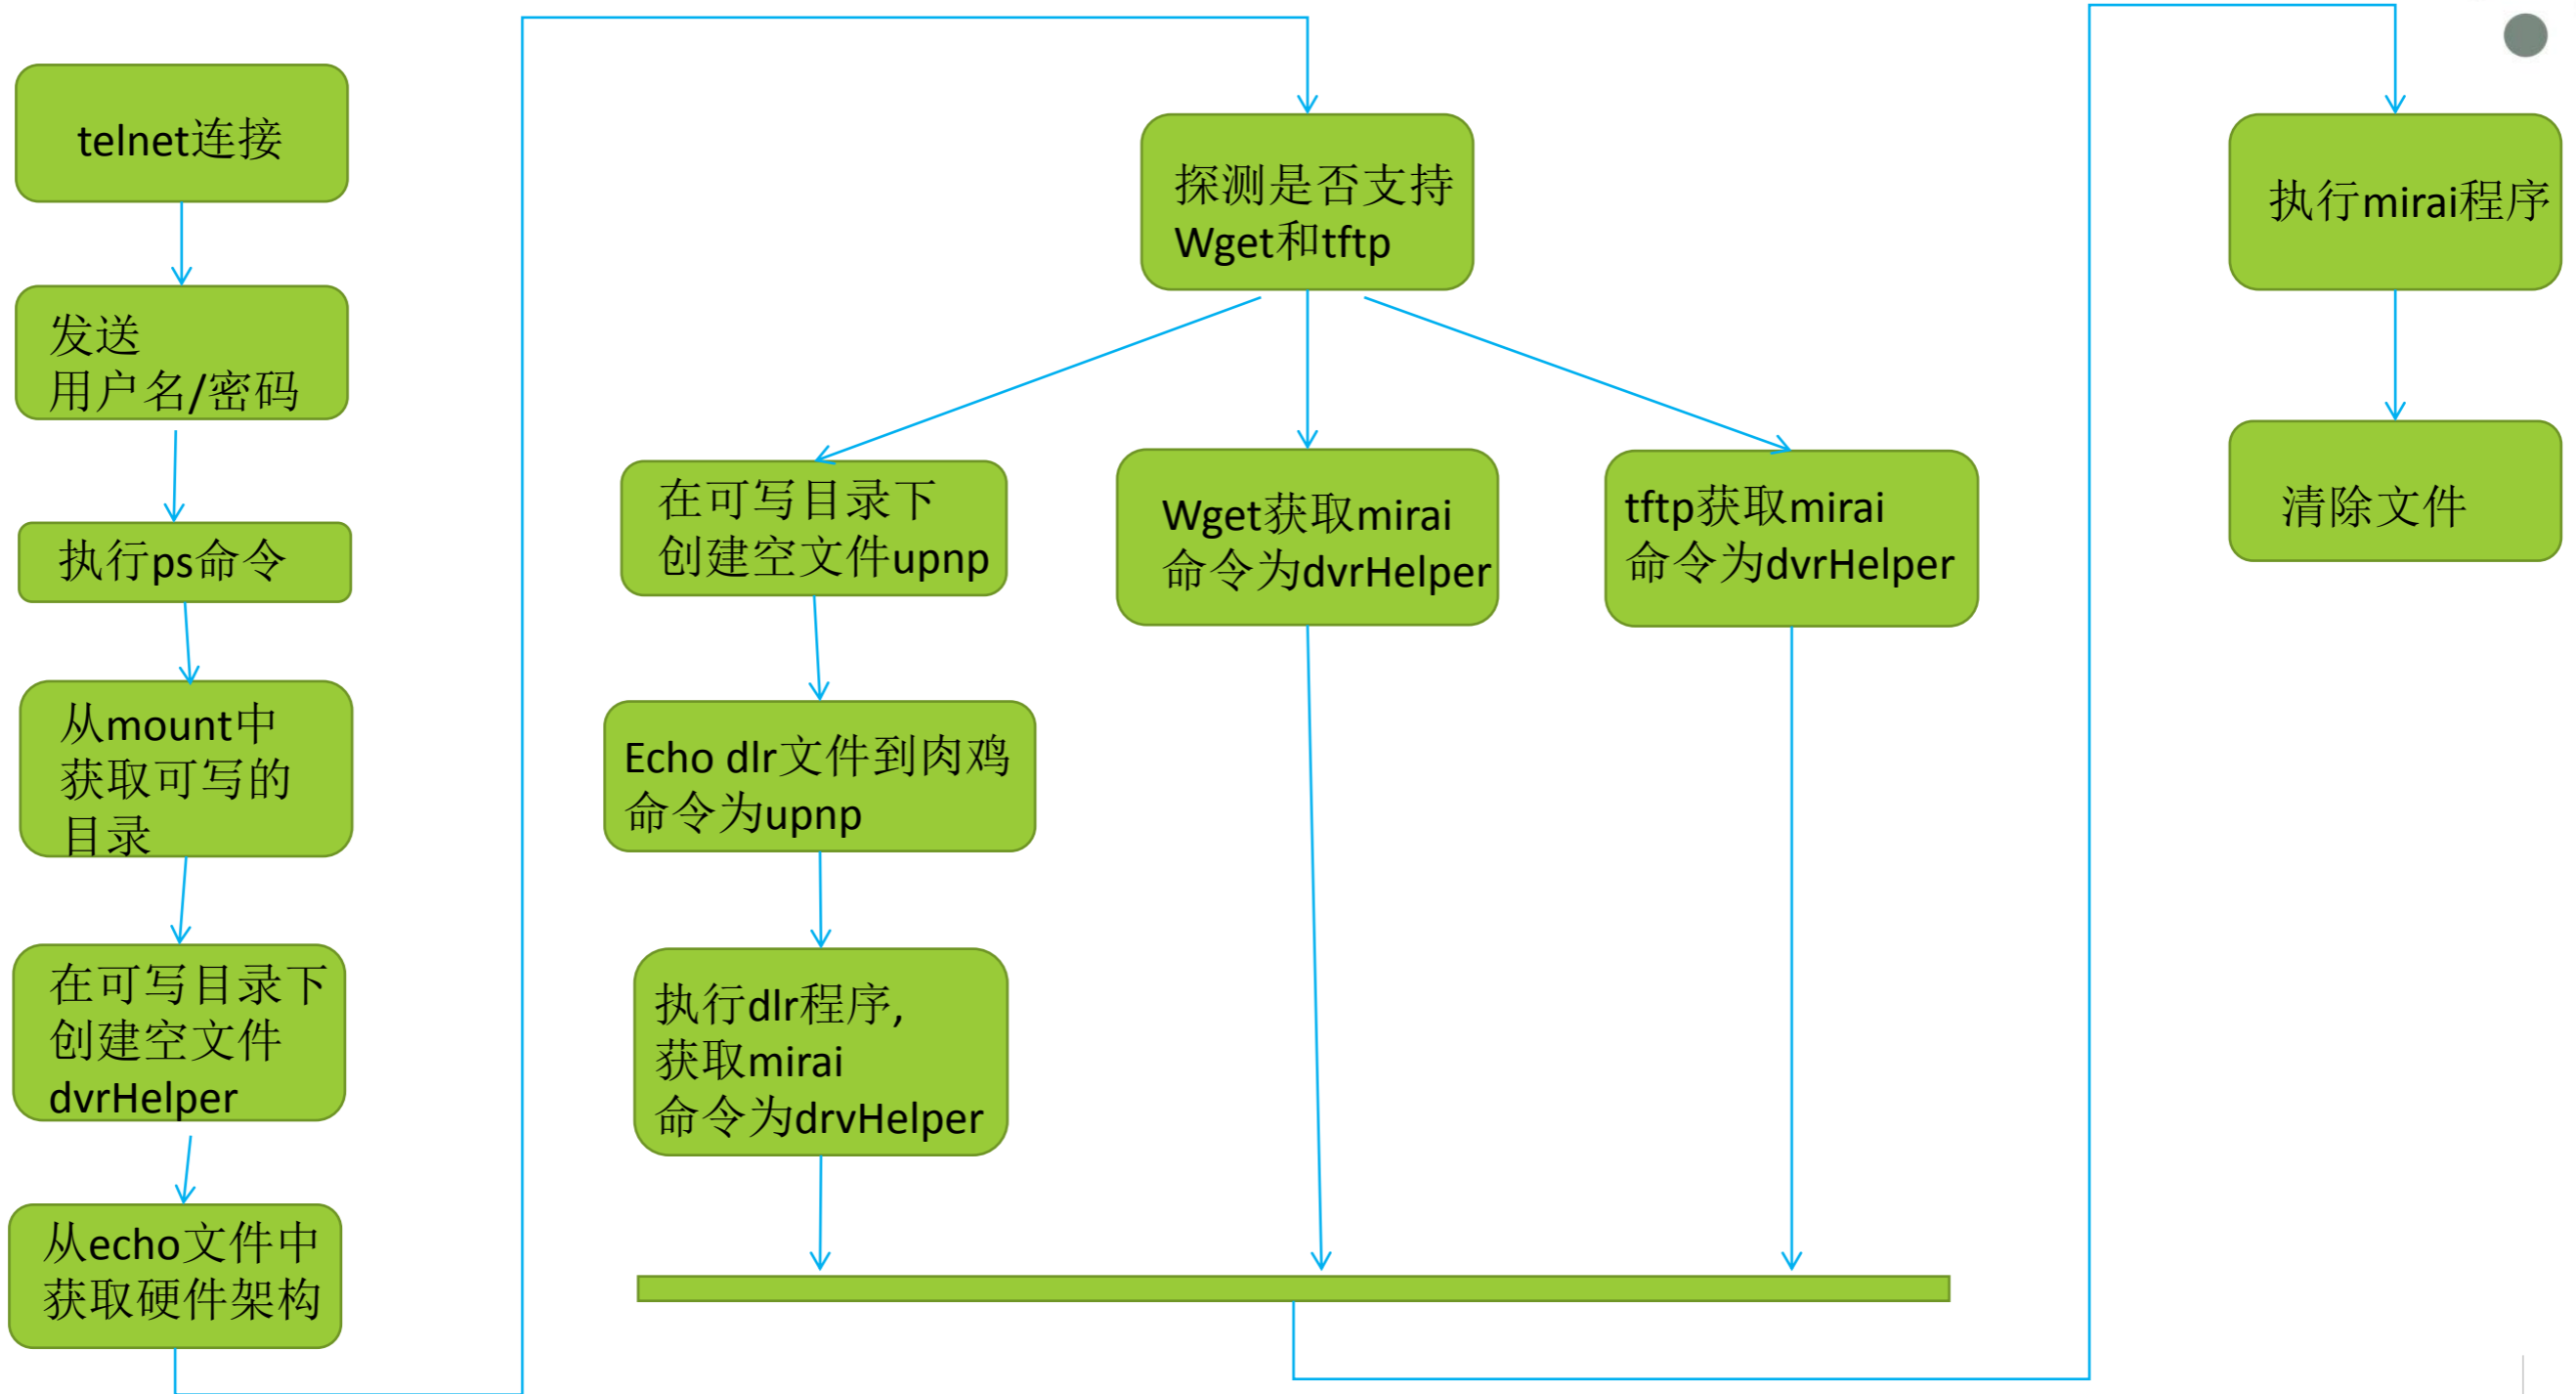 telnet连接
发送
用户名/密码
执行ps命令
从mount中
获取可写的
目录
在可写目录下
创建空文件
dvrHelper
从echo文件中
获取硬件架构
探测是否支持
Wget和tftp
在可写目录下
创建空文件upnp
Echo dlr文件到肉鸡
命令为upnp
执行dlr程序,
获取mirai
命令为drvHelper
Wget获取mirai
命令为dvrHelper
tftp获取mirai
命令为dvrHelper
执行mirai程序
清除文件